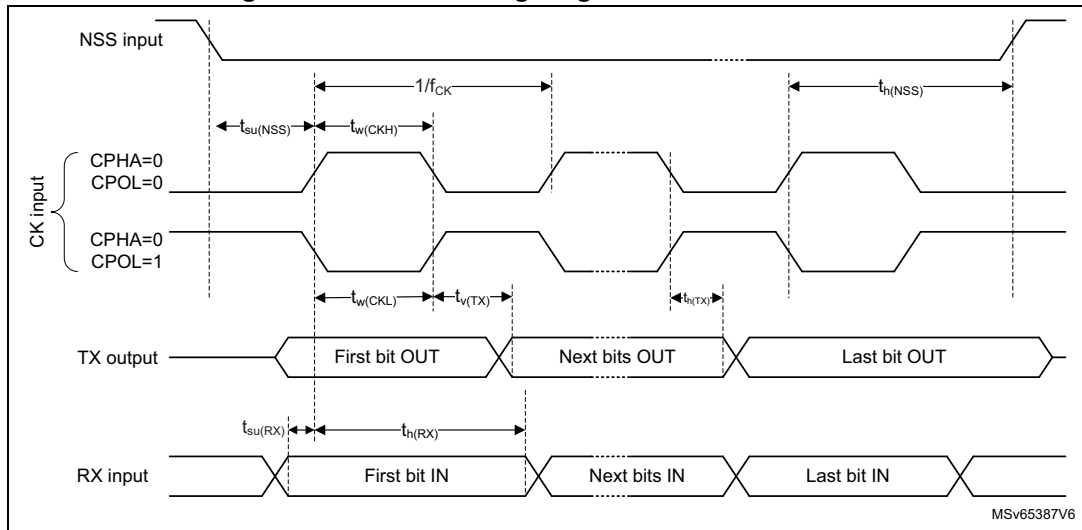 NSS input
1/fCK
th(NSS)
tsu(NSS)
tw(CKH)
CK input
CPHA=0
CPOL=0
CPHA=0
CPOL=1
tw(CKL)
tv(TX)
th(TX)
TX output
First bit OUT
Next bits OUT
Last bit OUT
tsu(RX)
th(RX)
RX input
First bit IN
Next bits IN
Last bit IN
MSv65387V6